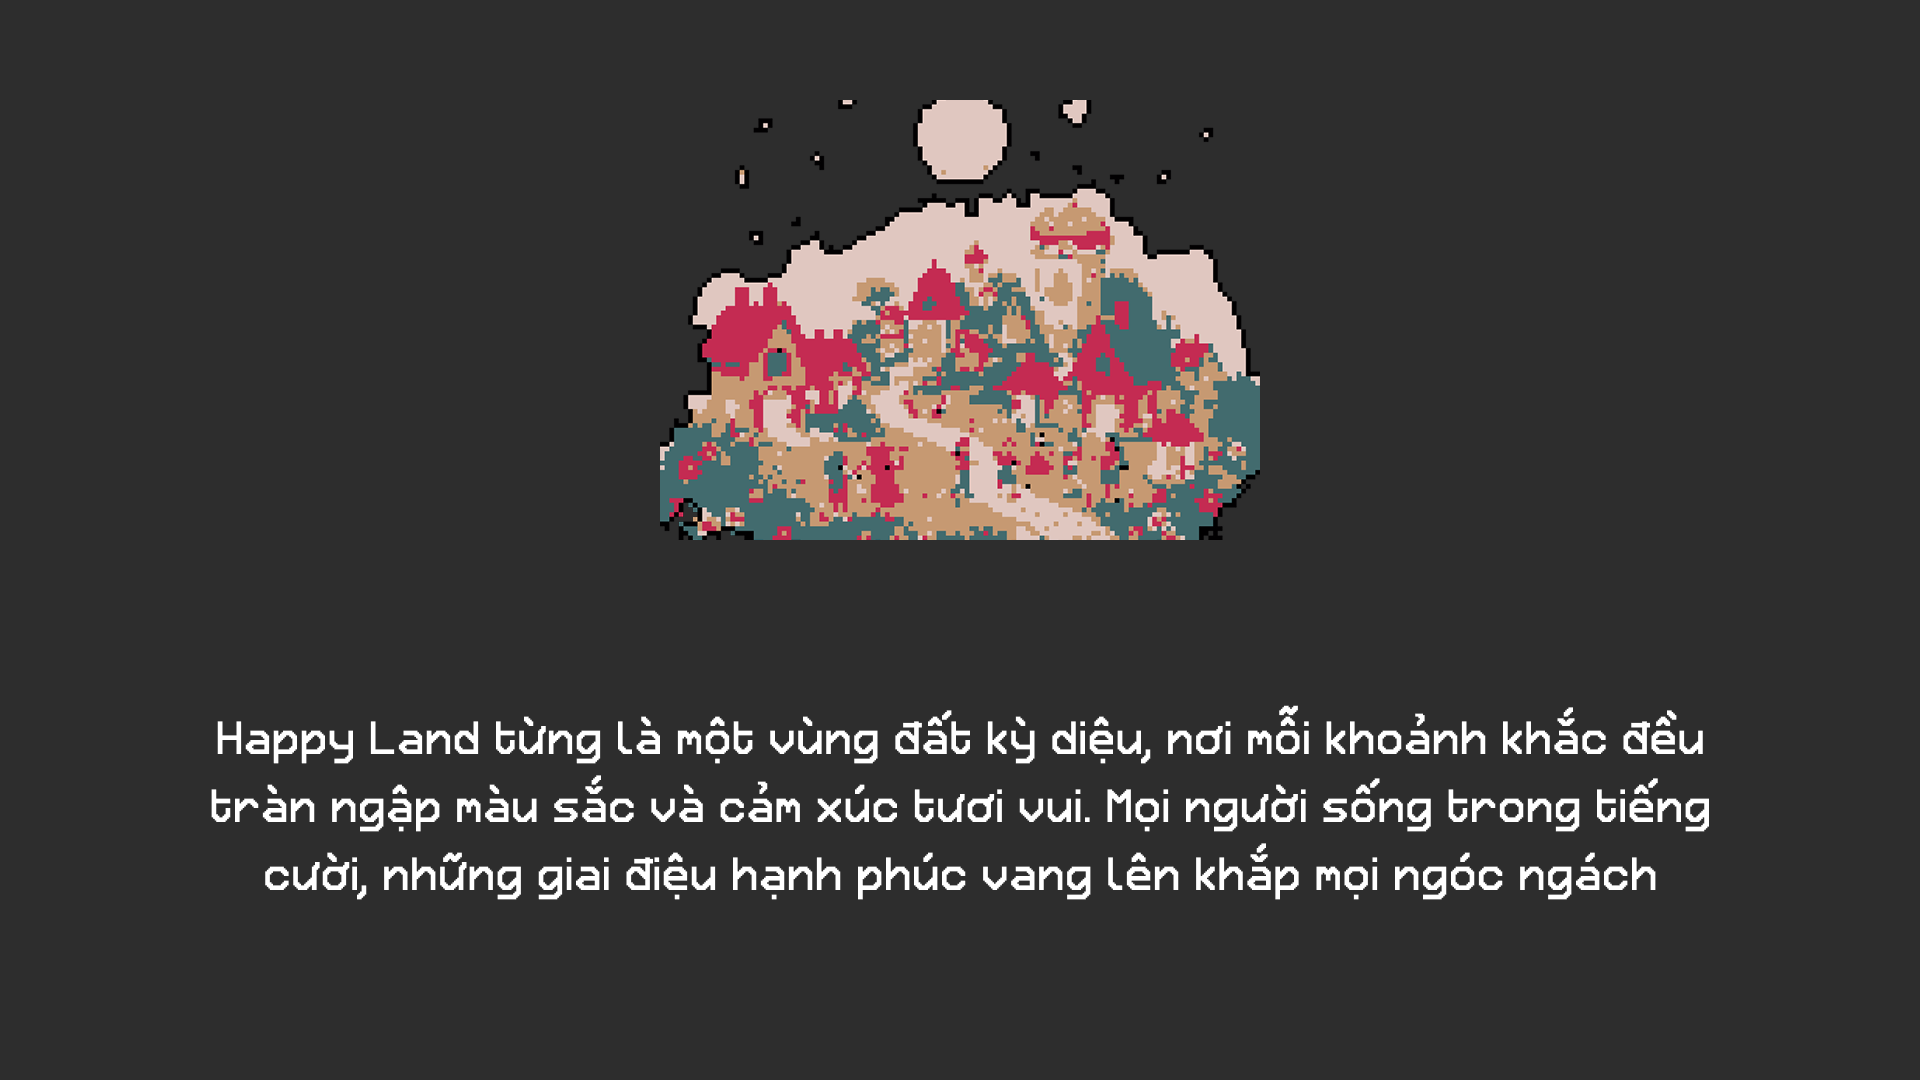 Happy Land từng là một vùng đất kỳ diệu, nơi mỗi khoảnh khắc đều
tràn ngập màu sắc và cảm xúc tươi vui. Mọi người sống trong tiếng
cười, những giai điệu hạnh phúc vang lên khắp mọi ngóc ngách